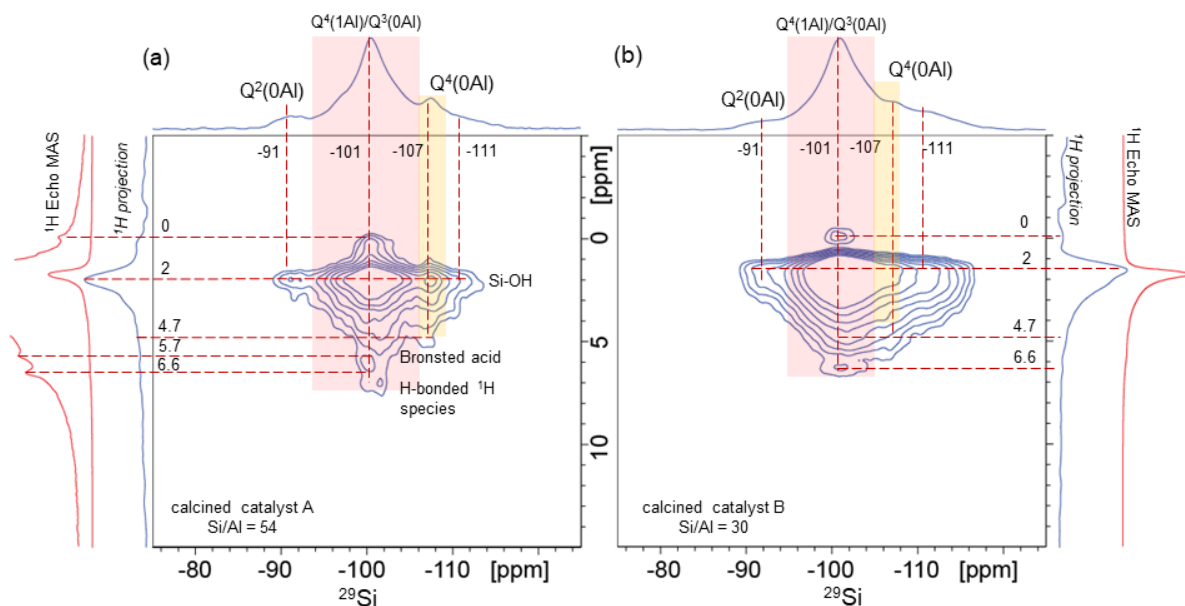 Q⁴(1Al)/Q³(0Al)
(a)
Q²(0Al)
Q⁴(0Al)
-91
-101
-107
-111
[ppm]
¹H Echo MAS
¹H projection
0
2
4.7
5.7
6.6
Si-OH
Bronsted acid
H-bonded ¹H
species
0
5
10
calcined catalyst A
Si/Al = 54
-80
-90
-100
-110
[ppm]
²⁹Si
Q⁴(1Al)/Q³(0Al)
(b)
Q²(0Al)
Q⁴(0Al)
-91
-101
-107
-111
¹H projection
¹H Echo MAS
0
2
4.7
6.6
calcined catalyst B
Si/Al = 30
-80
-90
-100
-110
[ppm]
²⁹Si